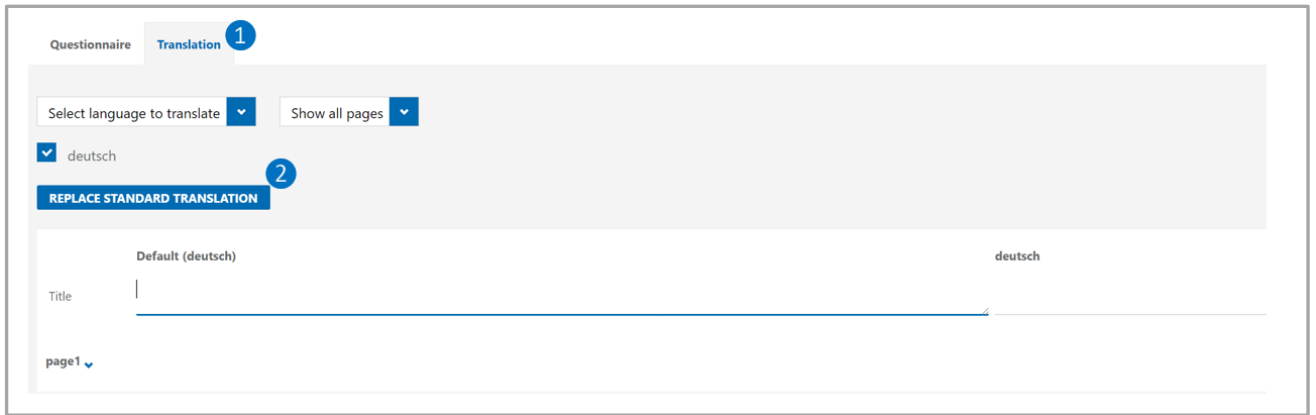 Questionnaire Translation 1
Select language to translate Show all pages
deutsch
2
REPLACE STANDARD TRANSLATION
Default (deutsch) deutsch
Title
page1